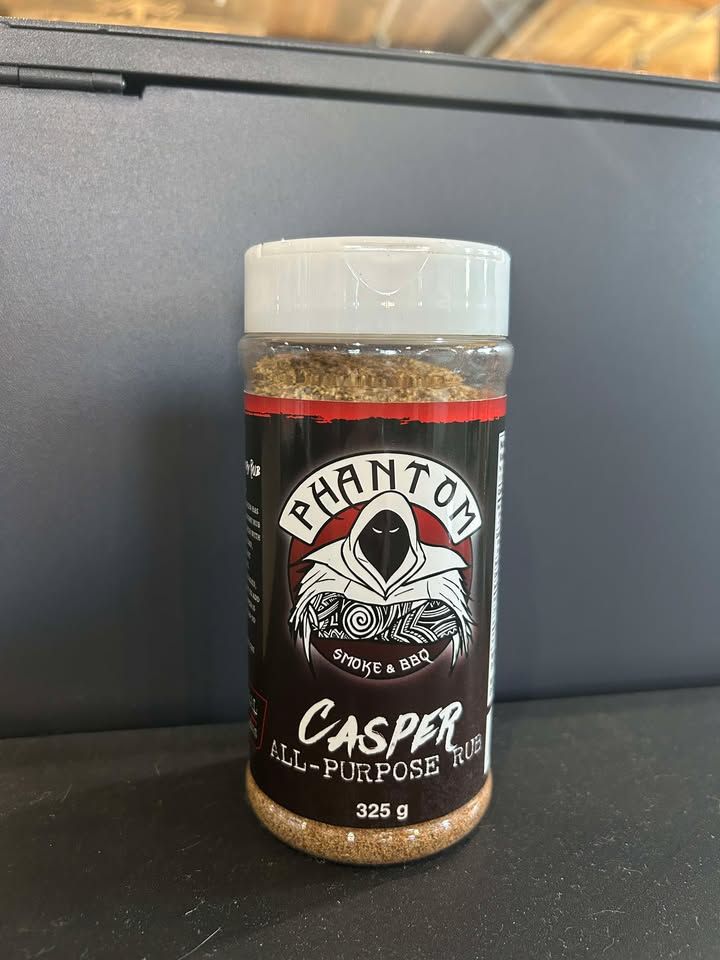 PHANTOM
SMOKE & BBQ
CASPER
ALL-PURPOSE RUB
325 g